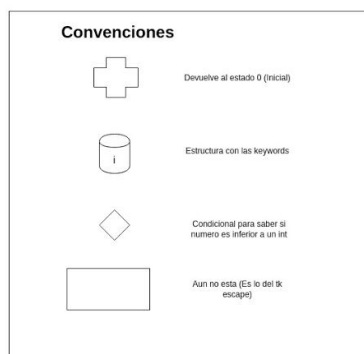 Convenciones
Devuelve al estado 0 (Inicial)
i
Estructura con las keywords
Condicional para saber si
numero es inferior a un int
Aun no esta (Es lo del tk
escape)